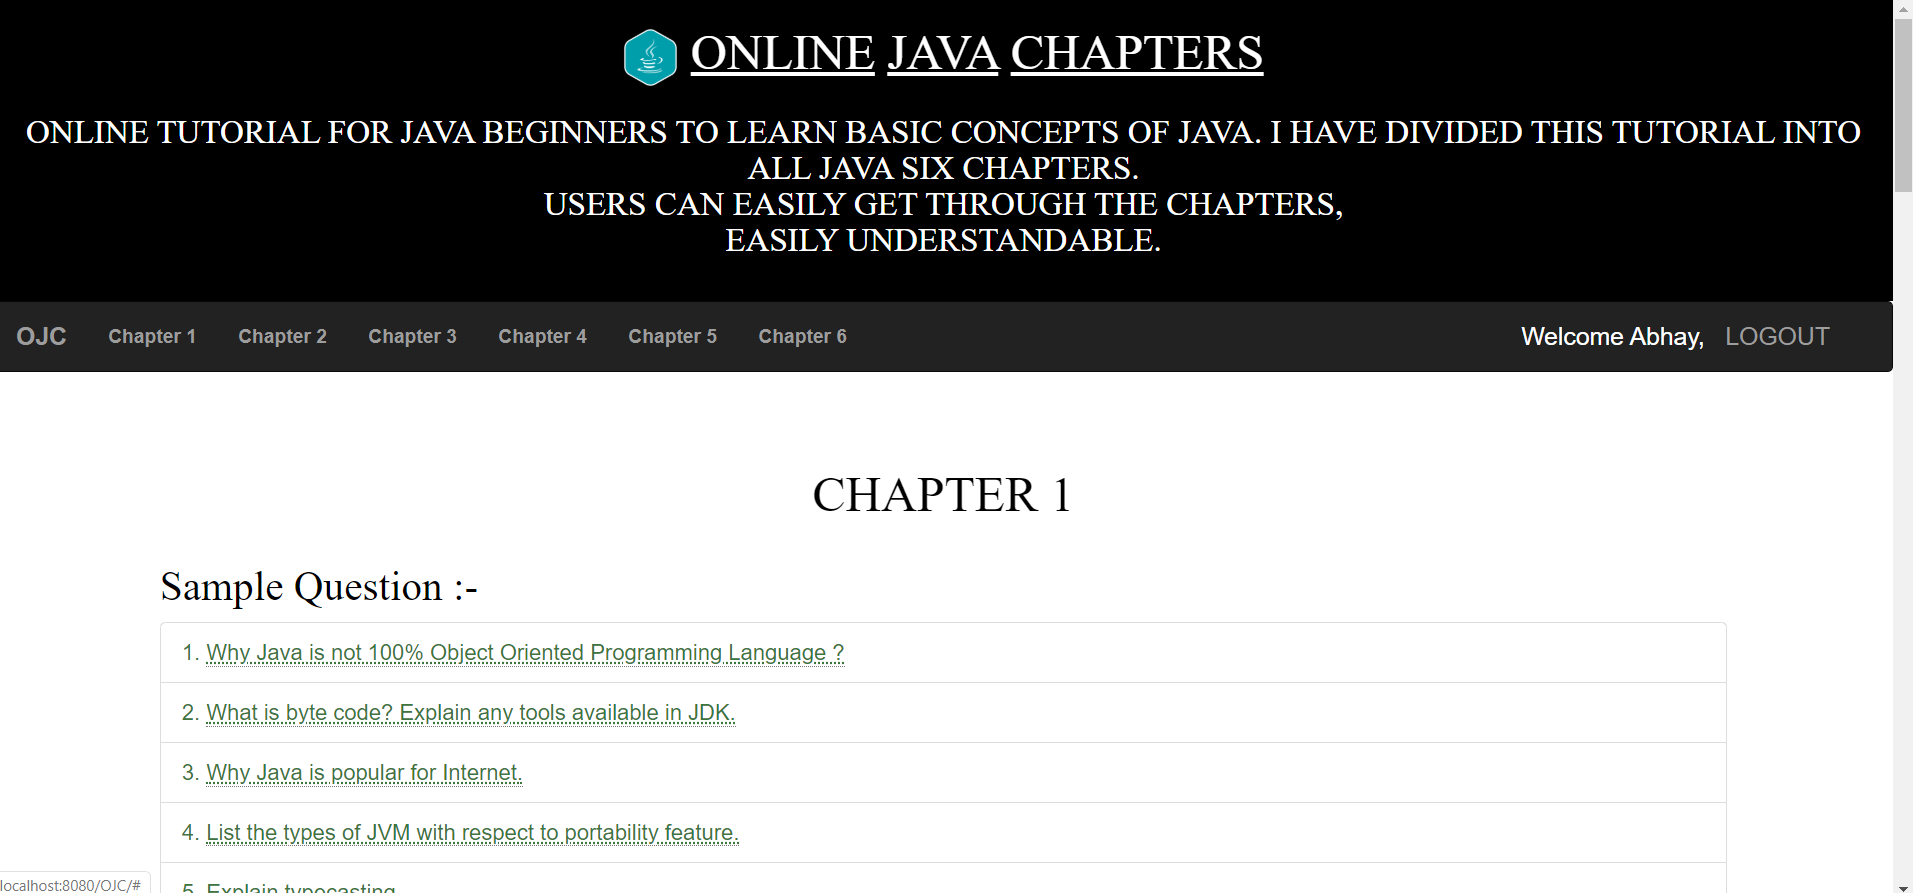 ONLINE JAVA CHAPTERS
ONLINE TUTORIAL FOR JAVA BEGINNERS TO LEARN BASIC CONCEPTS OF JAVA. I HAVE DIVIDED THIS TUTORIAL INTO
ALL JAVA SIX CHAPTERS.
USERS CAN EASILY GET THROUGH THE CHAPTERS,
EASILY UNDERSTANDABLE.
OJC Chapter 1 Chapter 2 Chapter 3 Chapter 4 Chapter 5 Chapter 6 Welcome Abhay, LOGOUT
CHAPTER 1
Sample Question :-
1. Why Java is not 100% Object Oriented Programming Language ?
2. What is byte code? Explain any tools available in JDK.
3. Why Java is popular for Internet.
4. List the types of JVM with respect to portability feature.
5. Explain typecasting
localhost:8080/OJC/#